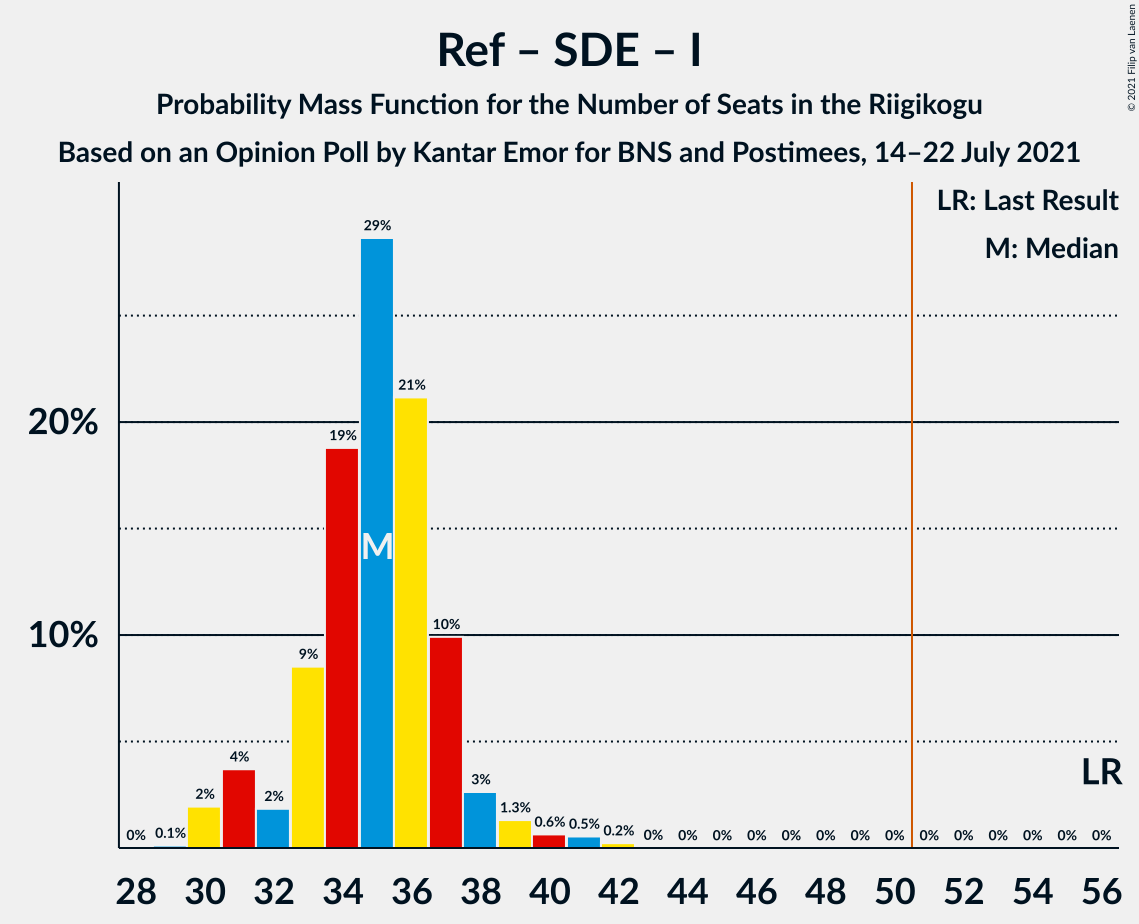 Ref – SDE – I
Probability Mass Function for the Number of Seats in the Riigikogu
Based on an Opinion Poll by Kantar Emor for BNS and Postimees, 14–22 July 2021
© 2021 Filip van Laenen
LR: Last Result
M: Median
29%
21%
20%
19%
M
10%
10%
9%
4%
LR
3%
2%
2%
1.3%
0.6%
0.5%
0.2%
0% 0.1% 0% 0% 0% 0% 0% 0% 0% 0% 0% 0% 0% 0% 0% 0%
28 30 32 34 36 38 40 42 44 46 48 50 52 54 56